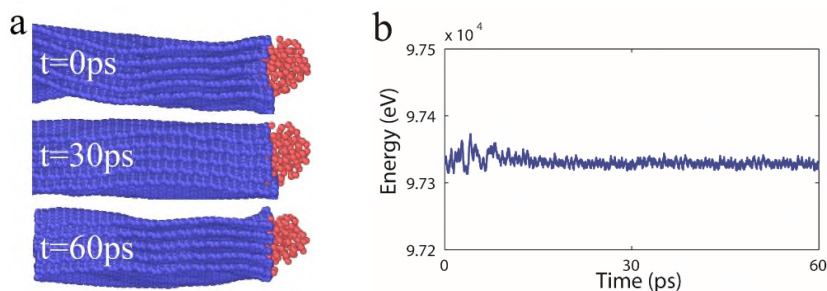 a
t=0ps
t=30ps
t=60ps
b
x 10 ⁴
9.75
9.74
9.73
9.72
Energy (eV)
0
30
60
Time (ps)